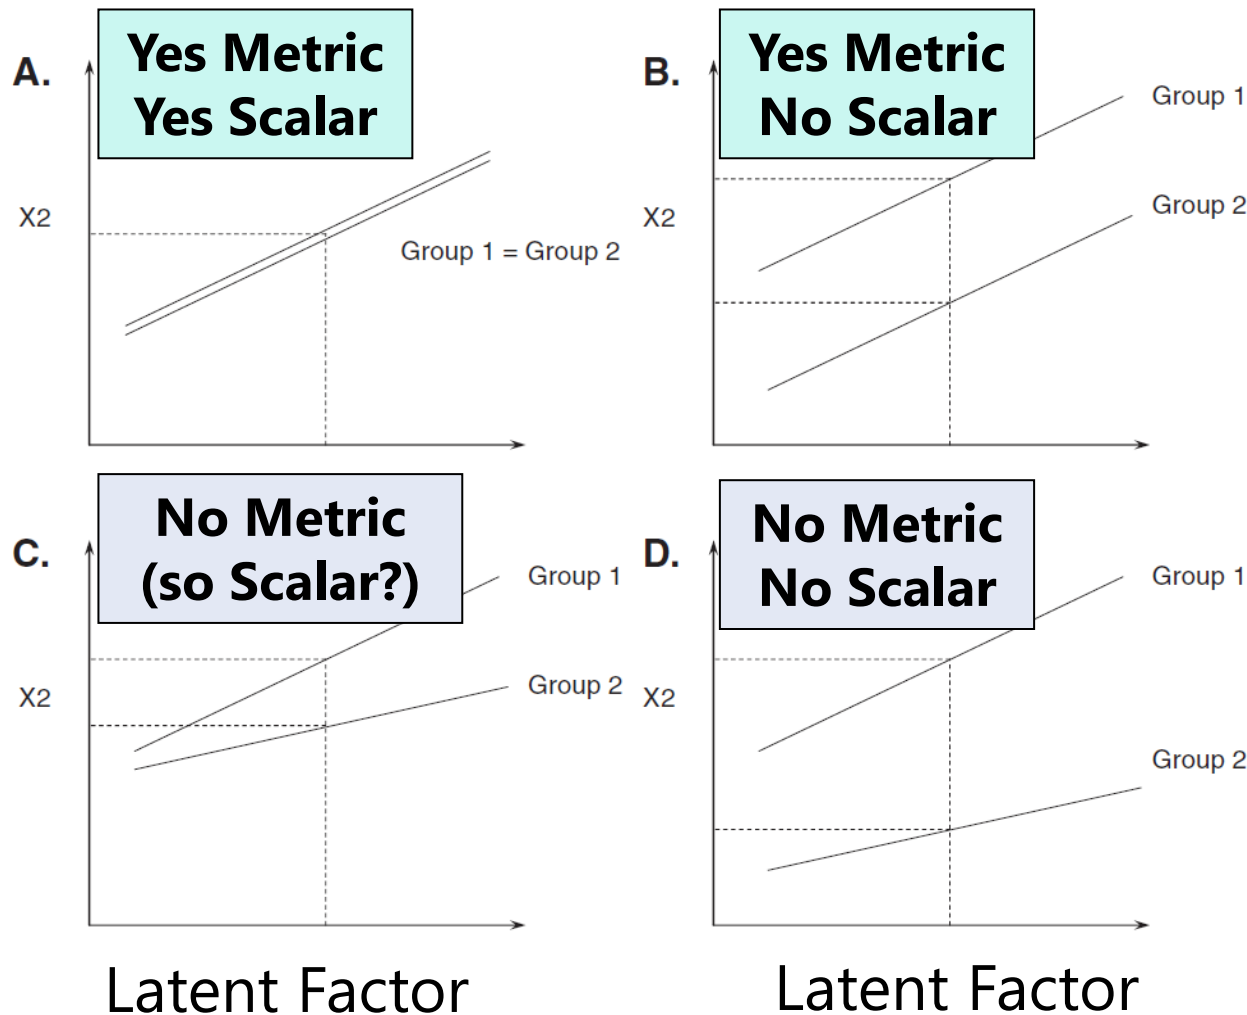 A.
Yes Metric
Yes Scalar
X2
Group 1 = Group 2
B.
Yes Metric
No Scalar
Group 1
X2
Group 2
C.
No Metric
(so Scalar?)
Group 1
X2
Group 2
D.
No Metric
No Scalar
Group 1
X2
Group 2
Latent Factor
Latent Factor